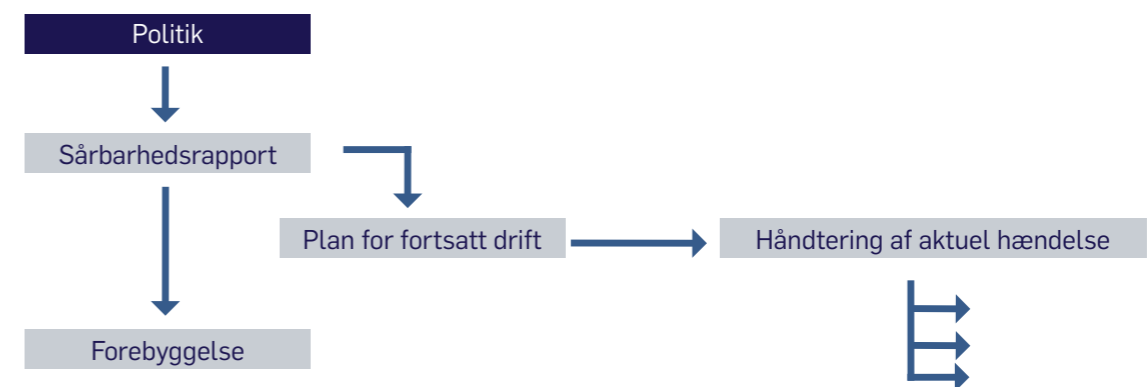 Politik
Sårbarhedsrapport
Plan for fortsatt drift
Håndtering af aktuel hændelse
Forebyggelse